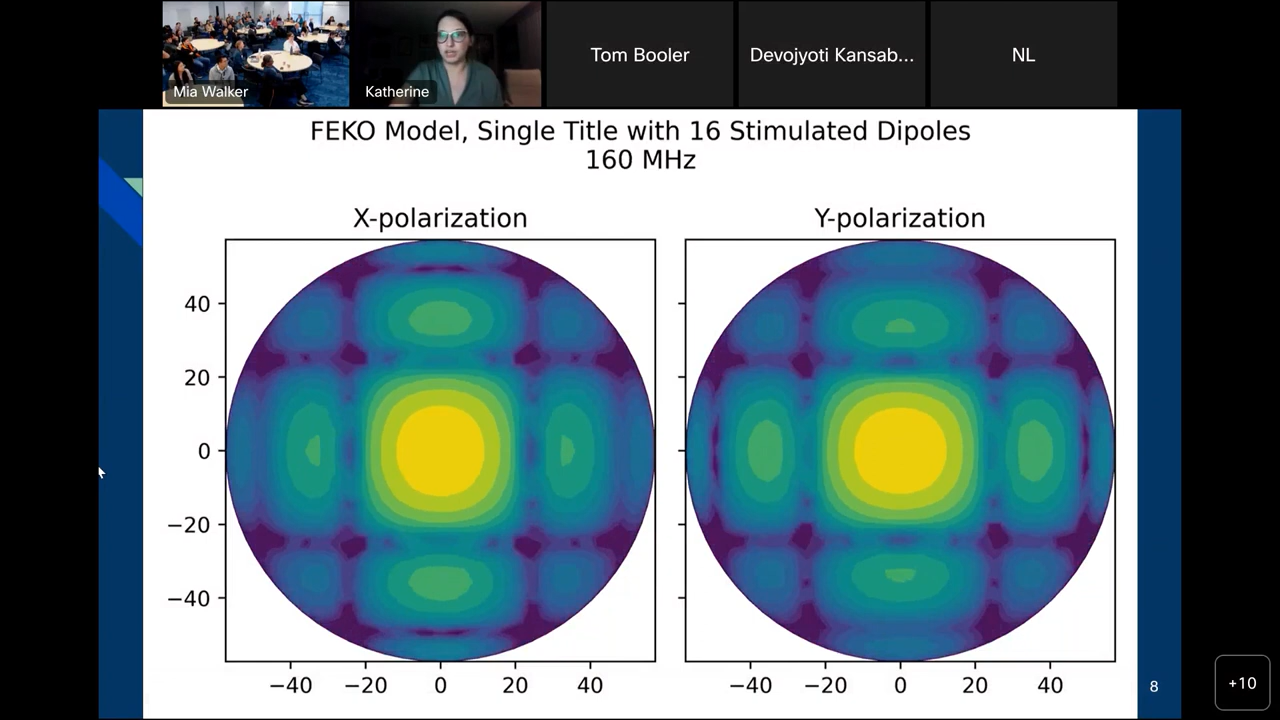 Mia Walker
Katherine
Tom Booler
Devojyoti Kansab...
NL
FEKO Model, Single Title with 16 Stimulated Dipoles
160 MHz
X-polarization
Y-polarization
40
20
0
−20
−40
−40 −20 0 20 40
−40 −20 0 20 40
8
+10